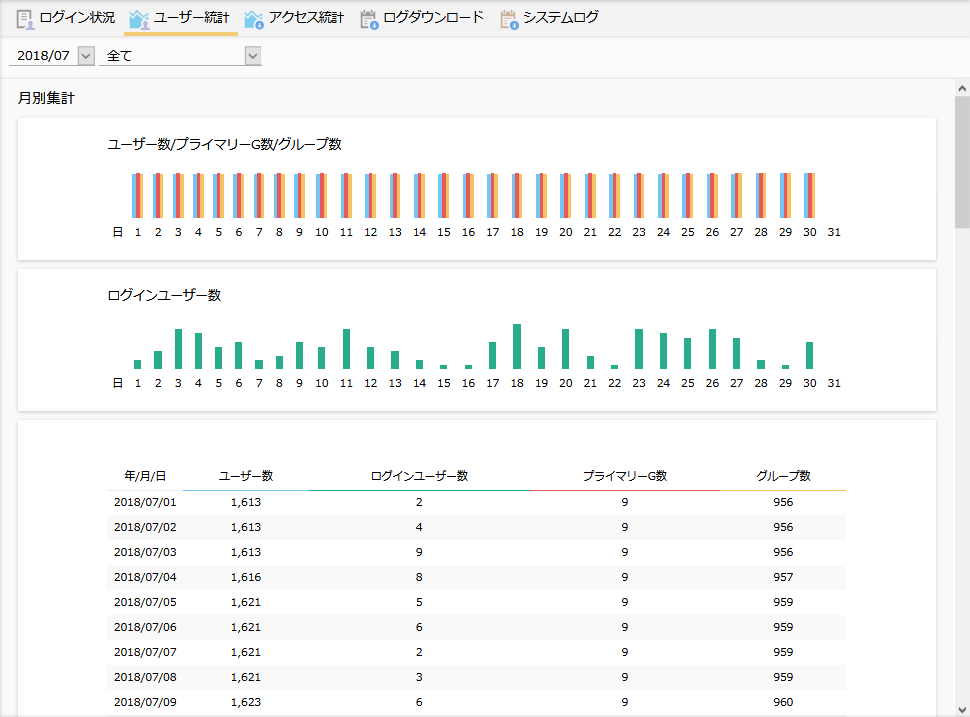 ログイン状況 ユーザー統計 アクセス統計 ログダウンロード システムログ
2018/07 全て
月別集計
ユーザー数/プライマリーG数/グループ数
日 1 2 3 4 5 6 7 8 9 10 11 12 13 14 15 16 17 18 19 20 21 22 23 24 25 26 27 28 29 30 31
ログインユーザー数
日 1 2 3 4 5 6 7 8 9 10 11 12 13 14 15 16 17 18 19 20 21 22 23 24 25 26 27 28 29 30 31
年/月/日 ユーザー数 ログインユーザー数 プライマリーG数 グループ数
2018/07/01 1,613 2 9 956
2018/07/02 1,613 4 9 956
2018/07/03 1,613 9 9 956
2018/07/04 1,616 8 9 957
2018/07/05 1,621 5 9 959
2018/07/06 1,621 6 9 959
2018/07/07 1,621 2 9 959
2018/07/08 1,621 3 9 959
2018/07/09 1,623 6 9 960